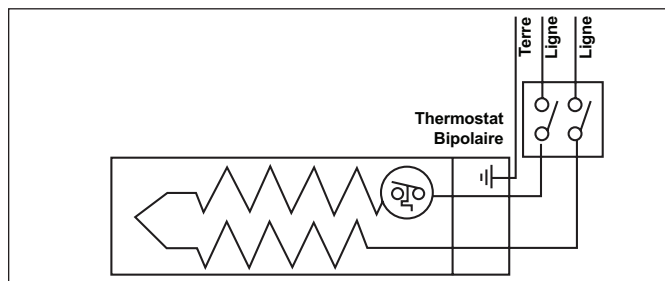 Terre
Ligne
Ligne
Thermostat
Bipolaire